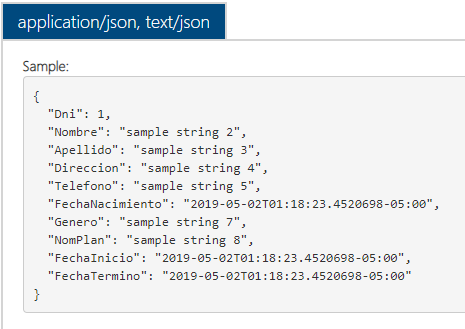 application/json, text/json
Sample:
{
"Dni": 1,
"Nombre": "sample string 2",
"Apellido": "sample string 3",
"Direccion": "sample string 4",
"Telefono": "sample string 5",
"FechaNacimiento": "2019-05-02T01:18:23.4520698-05:00",
"Genero": "sample string 7",
"NomPlan": "sample string 8",
"FechaInicio": "2019-05-02T01:18:23.4520698-05:00",
"FechaTermino": "2019-05-02T01:18:23.4520698-05:00"
}